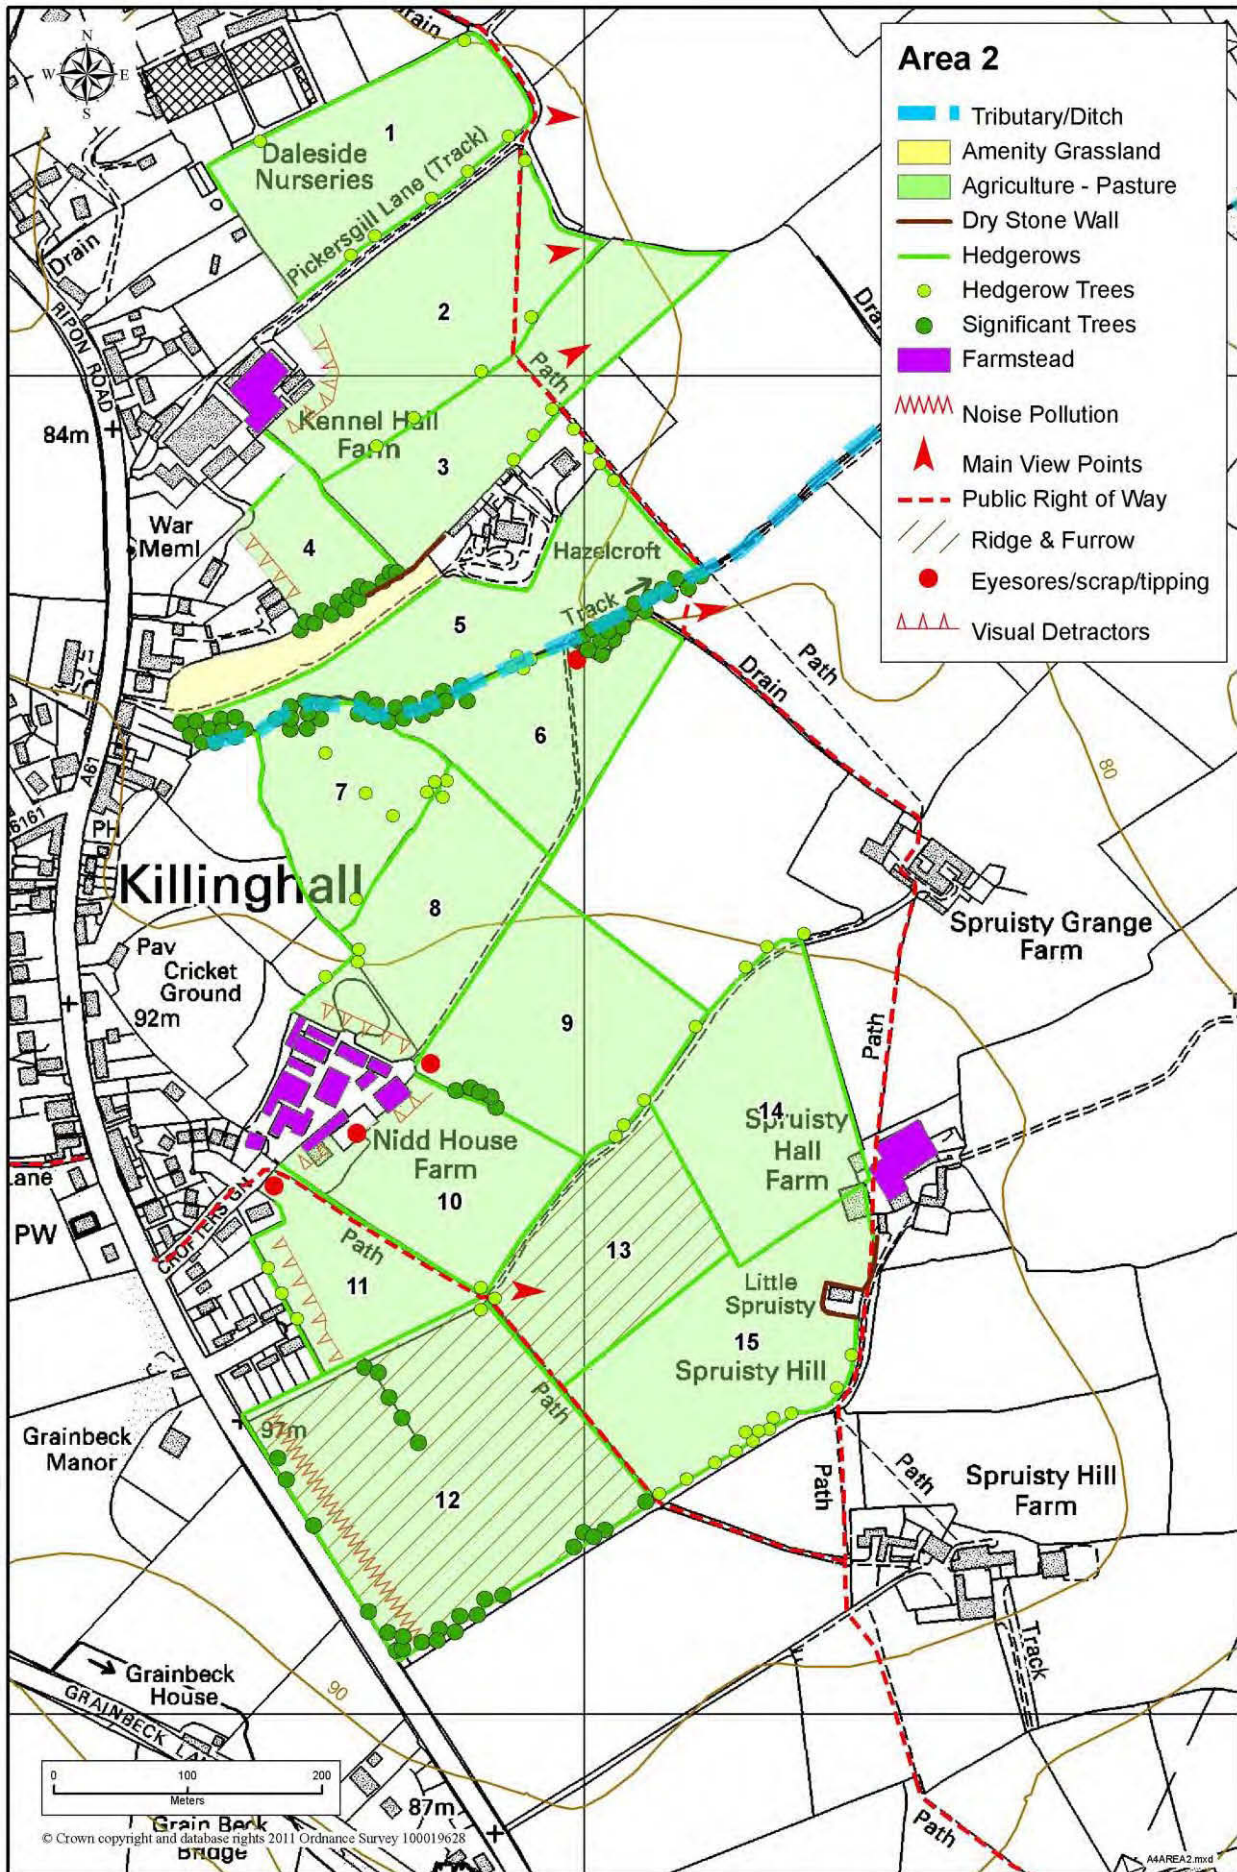 N
W E
S
Drain
Area 2
Tributary/Ditch
Amenity Grassland
Agriculture - Pasture
Dry Stone Wall
Hedgerows
Hedgerow Trees
Significant Trees
Farmstead
Noise Pollution
Main View Points
Public Right of Way
Ridge & Furrow
Eyesores/scrap/tipping
Visual Detractors
1
Daleside
Nurseries
Pickersgill Lane (Track)
Drain
RIPON ROAD
2
Path
Drain
84m
Kennel Hall
Farm
3
War
Meml
4
Hazelcroft
Track
5
Path
Drain
A61
6
80
7
6161
PH
Killinghall
8
Spruisty Grange
Farm
Pav
Cricket
Ground
92m
9
Path
14
Spruisty
Hall
Farm
Nidd House
Farm
Lane
PW
CROFTERS GN
10
13
Path
11
Little
Spruisty
15
Spruisty Hill
Path
97m
Grainbeck
Manor
12
Path
Path
Spruisty Hill
Farm
Track
Grainbeck
House
90
GRAINBECK LA
0 100 200
Meters
87m
Grain Beck
Bridge
© Crown copyright and database rights 2011 Ordnance Survey 100019628
Path
A4AREA2.mxd